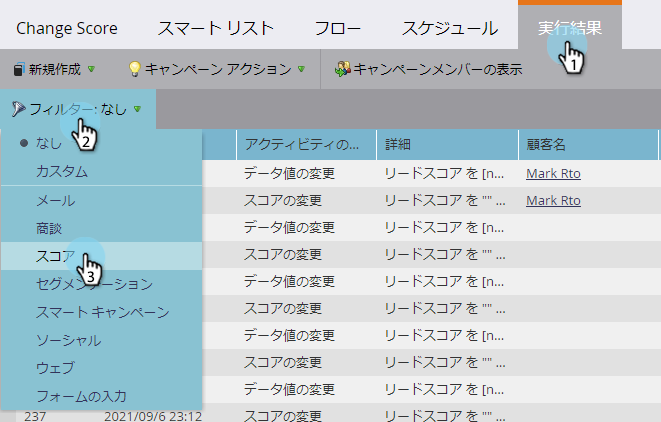 Change Score スマート リスト フロー スケジュール 実行結果
1
新規作成 キャンペーン アクション キャンペーンメンバーの表示
フィルター: なし
2
アクティビティの... 詳細 顧客名
なし
カスタム データ値の変更 リードスコア を [n... Mark Rto
メール スコアの変更 リードスコア を "" ... Mark Rto
商談 データ値の変更 リードスコア を [n...
スコア スコアの変更 リードスコア を "" ...
3
セグメンテーション データ値の変更 リードスコア を [n...
スマート キャンペーン スコアの変更 リードスコア を "" ...
ソーシャル データ値の変更 リードスコア を [n...
ウェブ スコアの変更 リードスコア を "" ...
フォームの入力 データ値の変更 リードスコア を [n...
237 2021/09/6 23:12 スコアの変更 リードスコア を "" ...